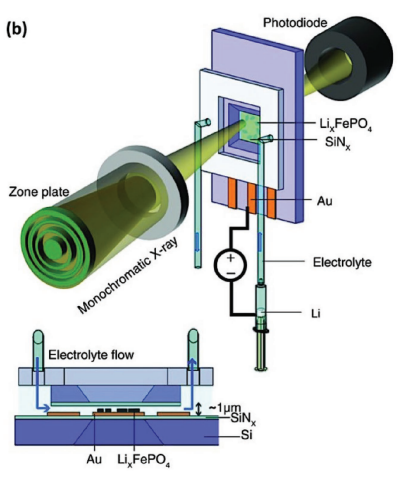 (b)
Photodiode
LiₓFePO₄
SiNₓ
Zone plate
Au
Monochromatic X-ray
+
−
Electrolyte
Li
Electrolyte flow
~1μm
SiNₓ
Si
Au
LiₓFePO₄